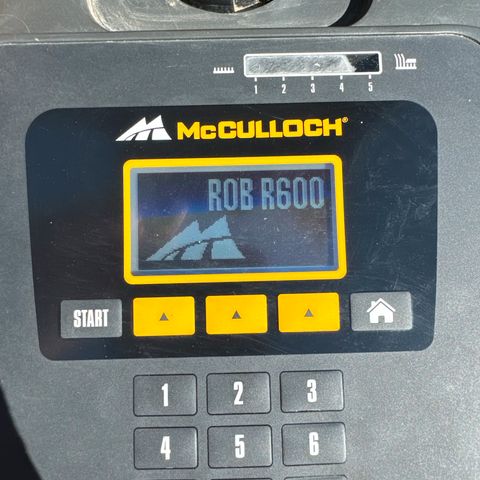 1 2 3 4 5
McCULLOCH®
ROB R600
START
1 2 3
4 5 6